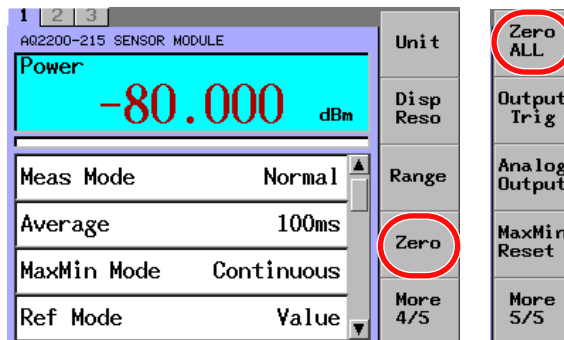 1 2 3
AQ2200-215 SENSOR MODULE
Power
-80.000 dBm
Meas Mode Normal
Average 100ms
MaxMin Mode Continuous
Ref Mode Value
Unit
Disp
Reso
Range
Zero
More
4/5
Zero
ALL
Output
Trig
Analog
Output
MaxMin
Reset
More
5/5